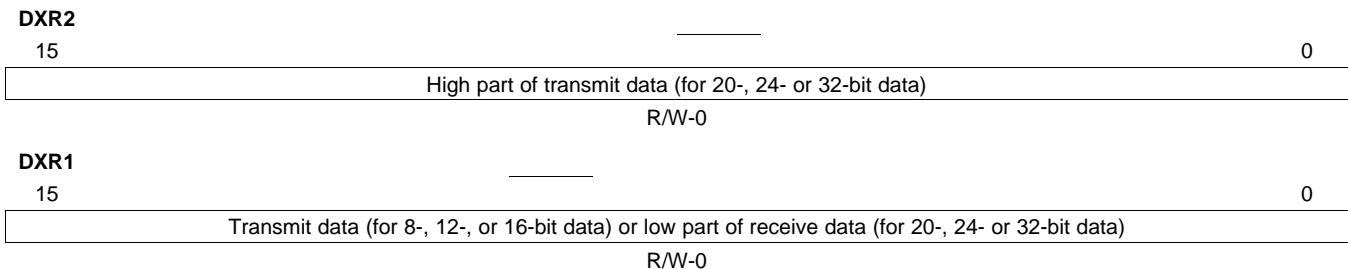 DXR2
15 0
High part of transmit data (for 20-, 24- or 32-bit data)
R/W-0
DXR1
15 0
Transmit data (for 8-, 12-, or 16-bit data) or low part of receive data (for 20-, 24- or 32-bit data)
R/W-0